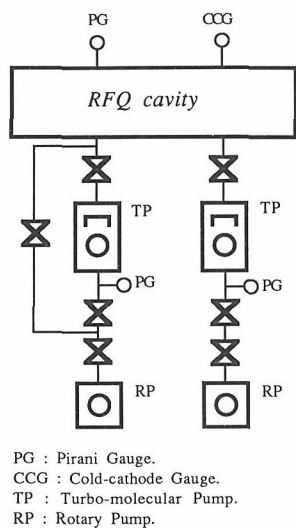 PG
CCG
RFQ cavity
TP
TP
PG
PG
RP
RP
PG : Pirani Gauge.
CCG : Cold-cathode Gauge.
TP : Turbo-molecular Pump.
RP : Rotary Pump.